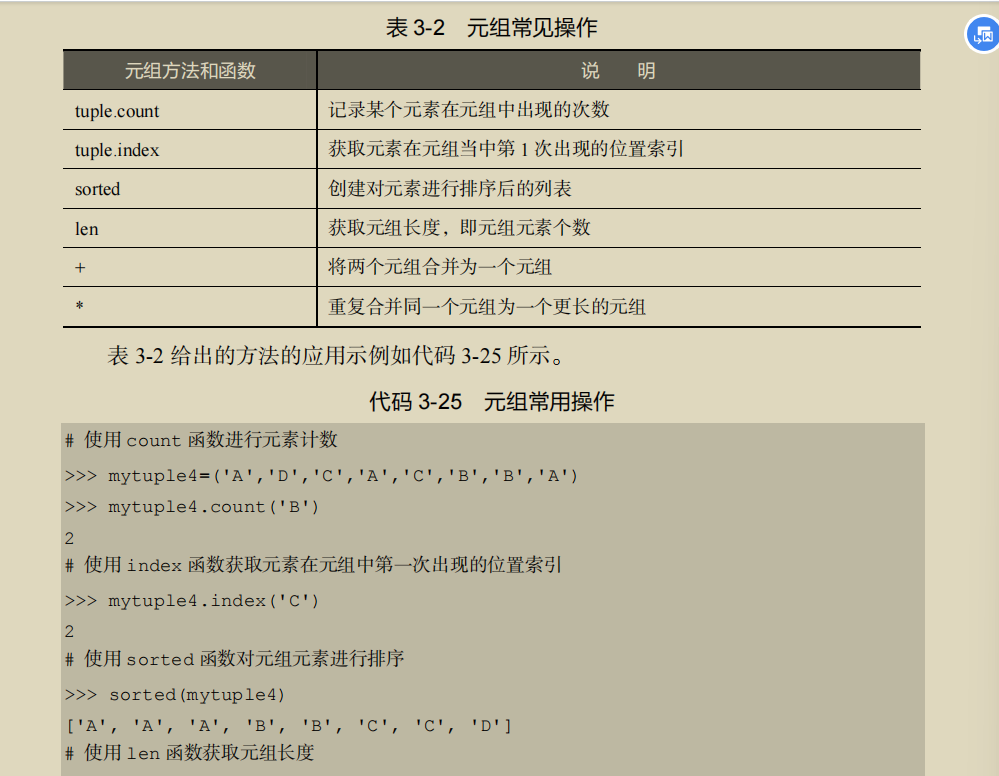 表 3-2 元组常见操作
元组方法和函数 说 明
tuple.count 记录某个元素在元组中出现的次数
tuple.index 获取元素在元组当中第 1 次出现的位置索引
sorted 创建对元素进行排序后的列表
len 获取元组长度，即元组元素个数
+ 将两个元组合并为一个元组
* 重复合并同一个元组为一个更长的元组
表 3-2 给出的方法的应用示例如代码 3-25 所示。
代码 3-25 元组常用操作
# 使用 count 函数进行元素计数
>>> mytuple4=('A','D','C','A','C','B','B','A')
>>> mytuple4.count('B')
2
# 使用 index 函数获取元素在元组中第一次出现的位置索引
>>> mytuple4.index('C')
2
# 使用 sorted 函数对元组元素进行排序
>>> sorted(mytuple4)
['A', 'A', 'A', 'B', 'B', 'C', 'C', 'D']
# 使用 len 函数获取元组长度